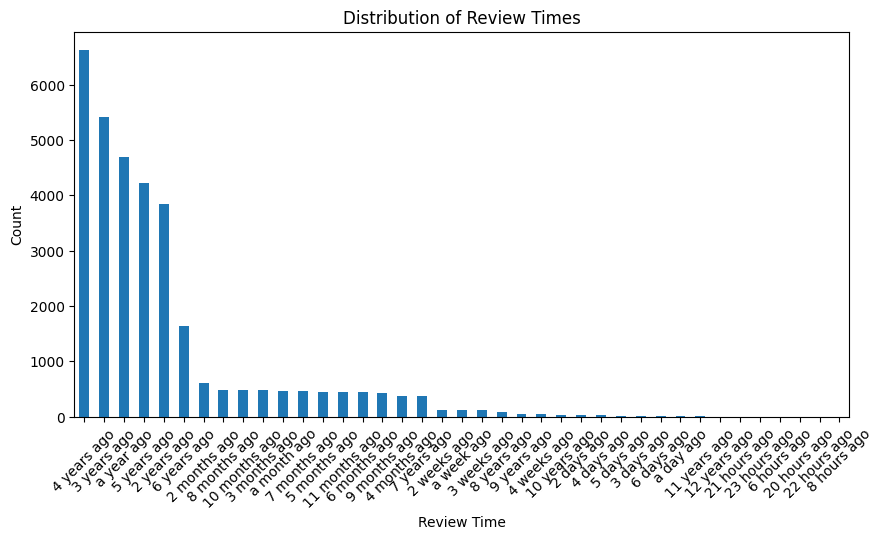 Distribution of Review Times
Count
6000
5000
4000
3000
2000
1000
0
4 years ago
3 years ago
a year ago
5 years ago
2 years ago
6 years ago
2 months ago
8 months ago
10 months ago
3 months ago
a month ago
7 months ago
5 months ago
11 months ago
6 months ago
9 months ago
4 months ago
7 years ago
2 weeks ago
a week ago
3 weeks ago
8 years ago
9 years ago
4 weeks ago
10 years ago
2 days ago
4 days ago
5 days ago
3 days ago
6 days ago
a day ago
11 years ago
12 years ago
21 hours ago
23 hours ago
6 hours ago
20 hours ago
22 hours ago
8 hours ago
Review Time